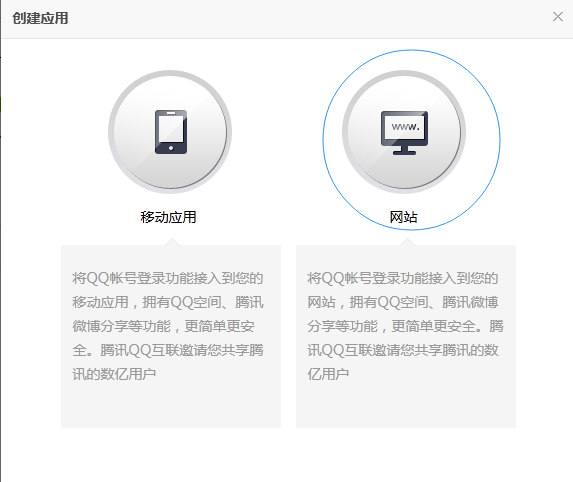 创建应用
www.
移动应用
网站
将QQ帐号登录功能接入到您的
移动应用，拥有QQ空间、腾讯
微博分享等功能，更简单更安
全。腾讯QQ互联邀请您共享腾
讯的数亿用户
将QQ帐号登录功能接入到您的
网站，拥有QQ空间、腾讯微博
分享等功能，更简单更安全。腾
讯QQ互联邀请您共享腾讯的数
亿用户